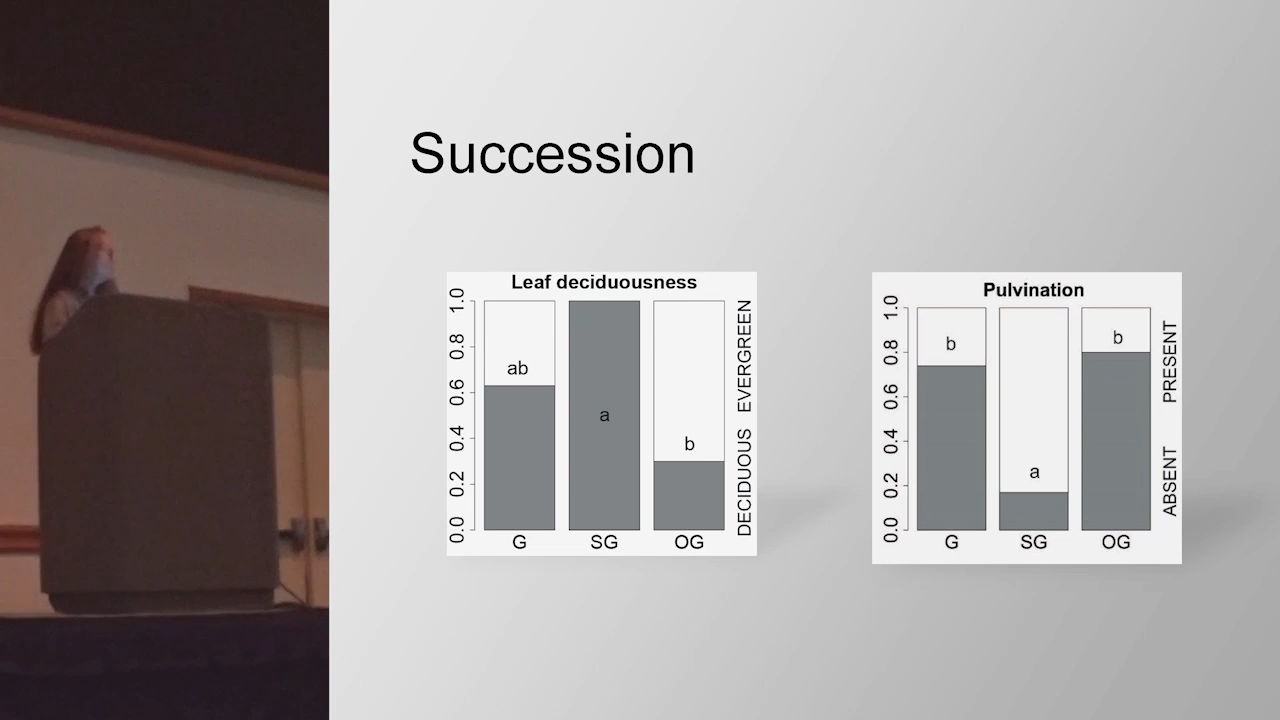 Succession
Leaf deciduousness
1.0
0.8
0.6
0.4
0.2
0.0
ab
a
b
G SG OG
DECIDUOUS EVERGREEN
Pulvination
1.0
0.8
0.6
0.4
0.2
0.0
b
a
b
G SG OG
ABSENT PRESENT